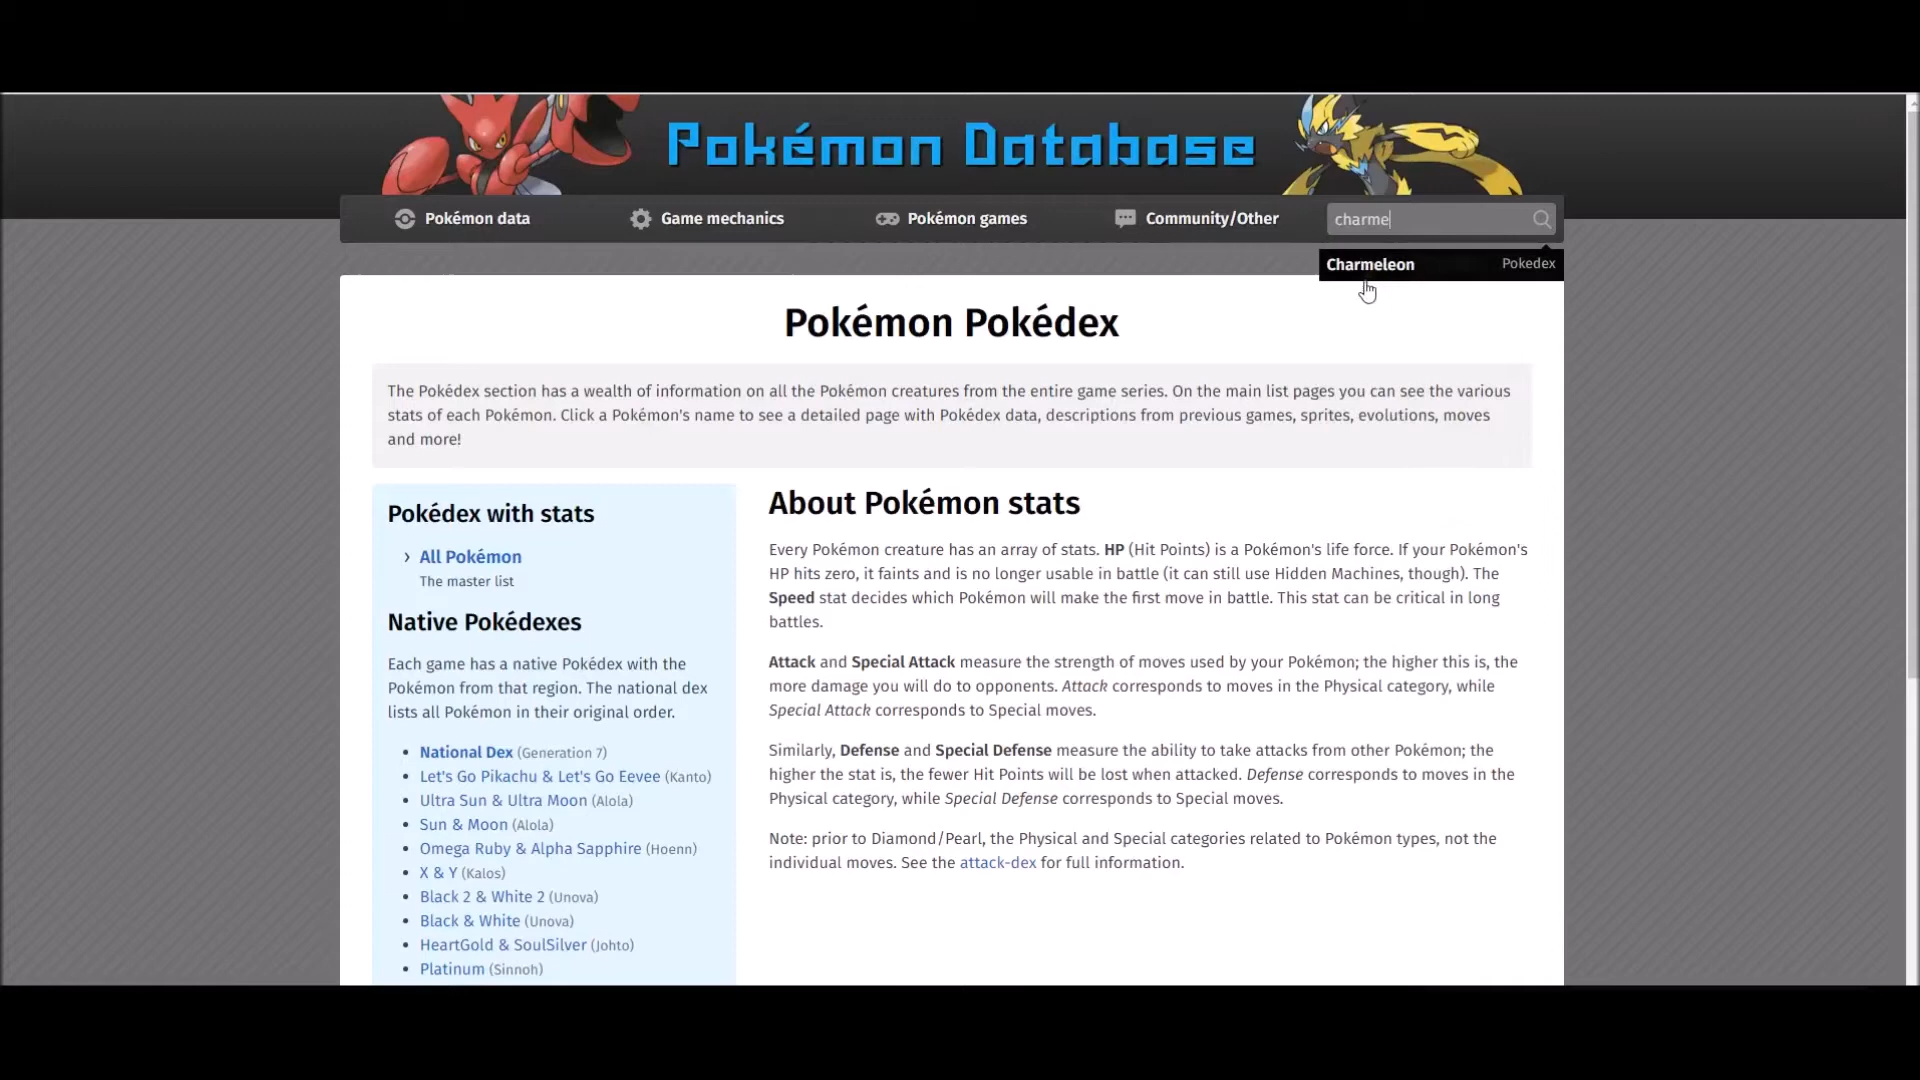 Pokémon Database
Pokémon data
Game mechanics
Pokémon games
Community/Other
charme
Charmeleon Pokedex
Pokémon Pokédex
The Pokédex section has a wealth of information on all the Pokémon creatures from the entire game series. On the main list pages you can see the various
stats of each Pokémon. Click a Pokémon's name to see a detailed page with Pokédex data, descriptions from previous games, sprites, evolutions, moves
and more!
Pokédex with stats
All Pokémon
The master list
Native Pokédexes
Each game has a native Pokédex with the
Pokémon from that region. The national dex
lists all Pokémon in their original order.
National Dex (Generation 7)
Let's Go Pikachu & Let's Go Eevee (Kanto)
Ultra Sun & Ultra Moon (Alola)
Sun & Moon (Alola)
Omega Ruby & Alpha Sapphire (Hoenn)
X & Y (Kalos)
Black 2 & White 2 (Unova)
Black & White (Unova)
HeartGold & SoulSilver (Johto)
Platinum (Sinnoh)
About Pokémon stats
Every Pokémon creature has an array of stats. HP (Hit Points) is a Pokémon's life force. If your Pokémon's
HP hits zero, it faints and is no longer usable in battle (it can still use Hidden Machines, though). The
Speed stat decides which Pokémon will make the first move in battle. This stat can be critical in long
battles.
Attack and Special Attack measure the strength of moves used by your Pokémon; the higher this is, the
more damage you will do to opponents. Attack corresponds to moves in the Physical category, while
Special Attack corresponds to Special moves.
Similarly, Defense and Special Defense measure the ability to take attacks from other Pokémon; the
higher the stat is, the fewer Hit Points will be lost when attacked. Defense corresponds to moves in the
Physical category, while Special Defense corresponds to Special moves.
Note: prior to Diamond/Pearl, the Physical and Special categories related to Pokémon types, not the
individual moves. See the attack-dex for full information.